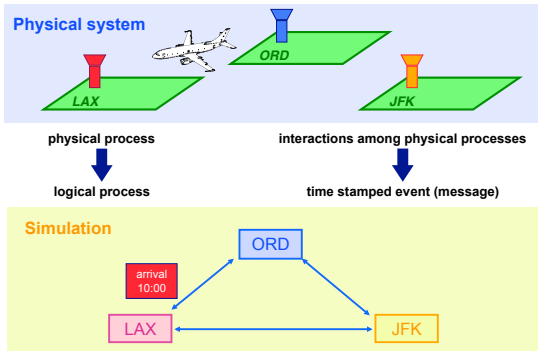 Physical system
ORD
LAX
JFK
physical process
interactions among physical processes
logical process
time stamped event (message)
Simulation
ORD
arrival
10:00
LAX
JFK